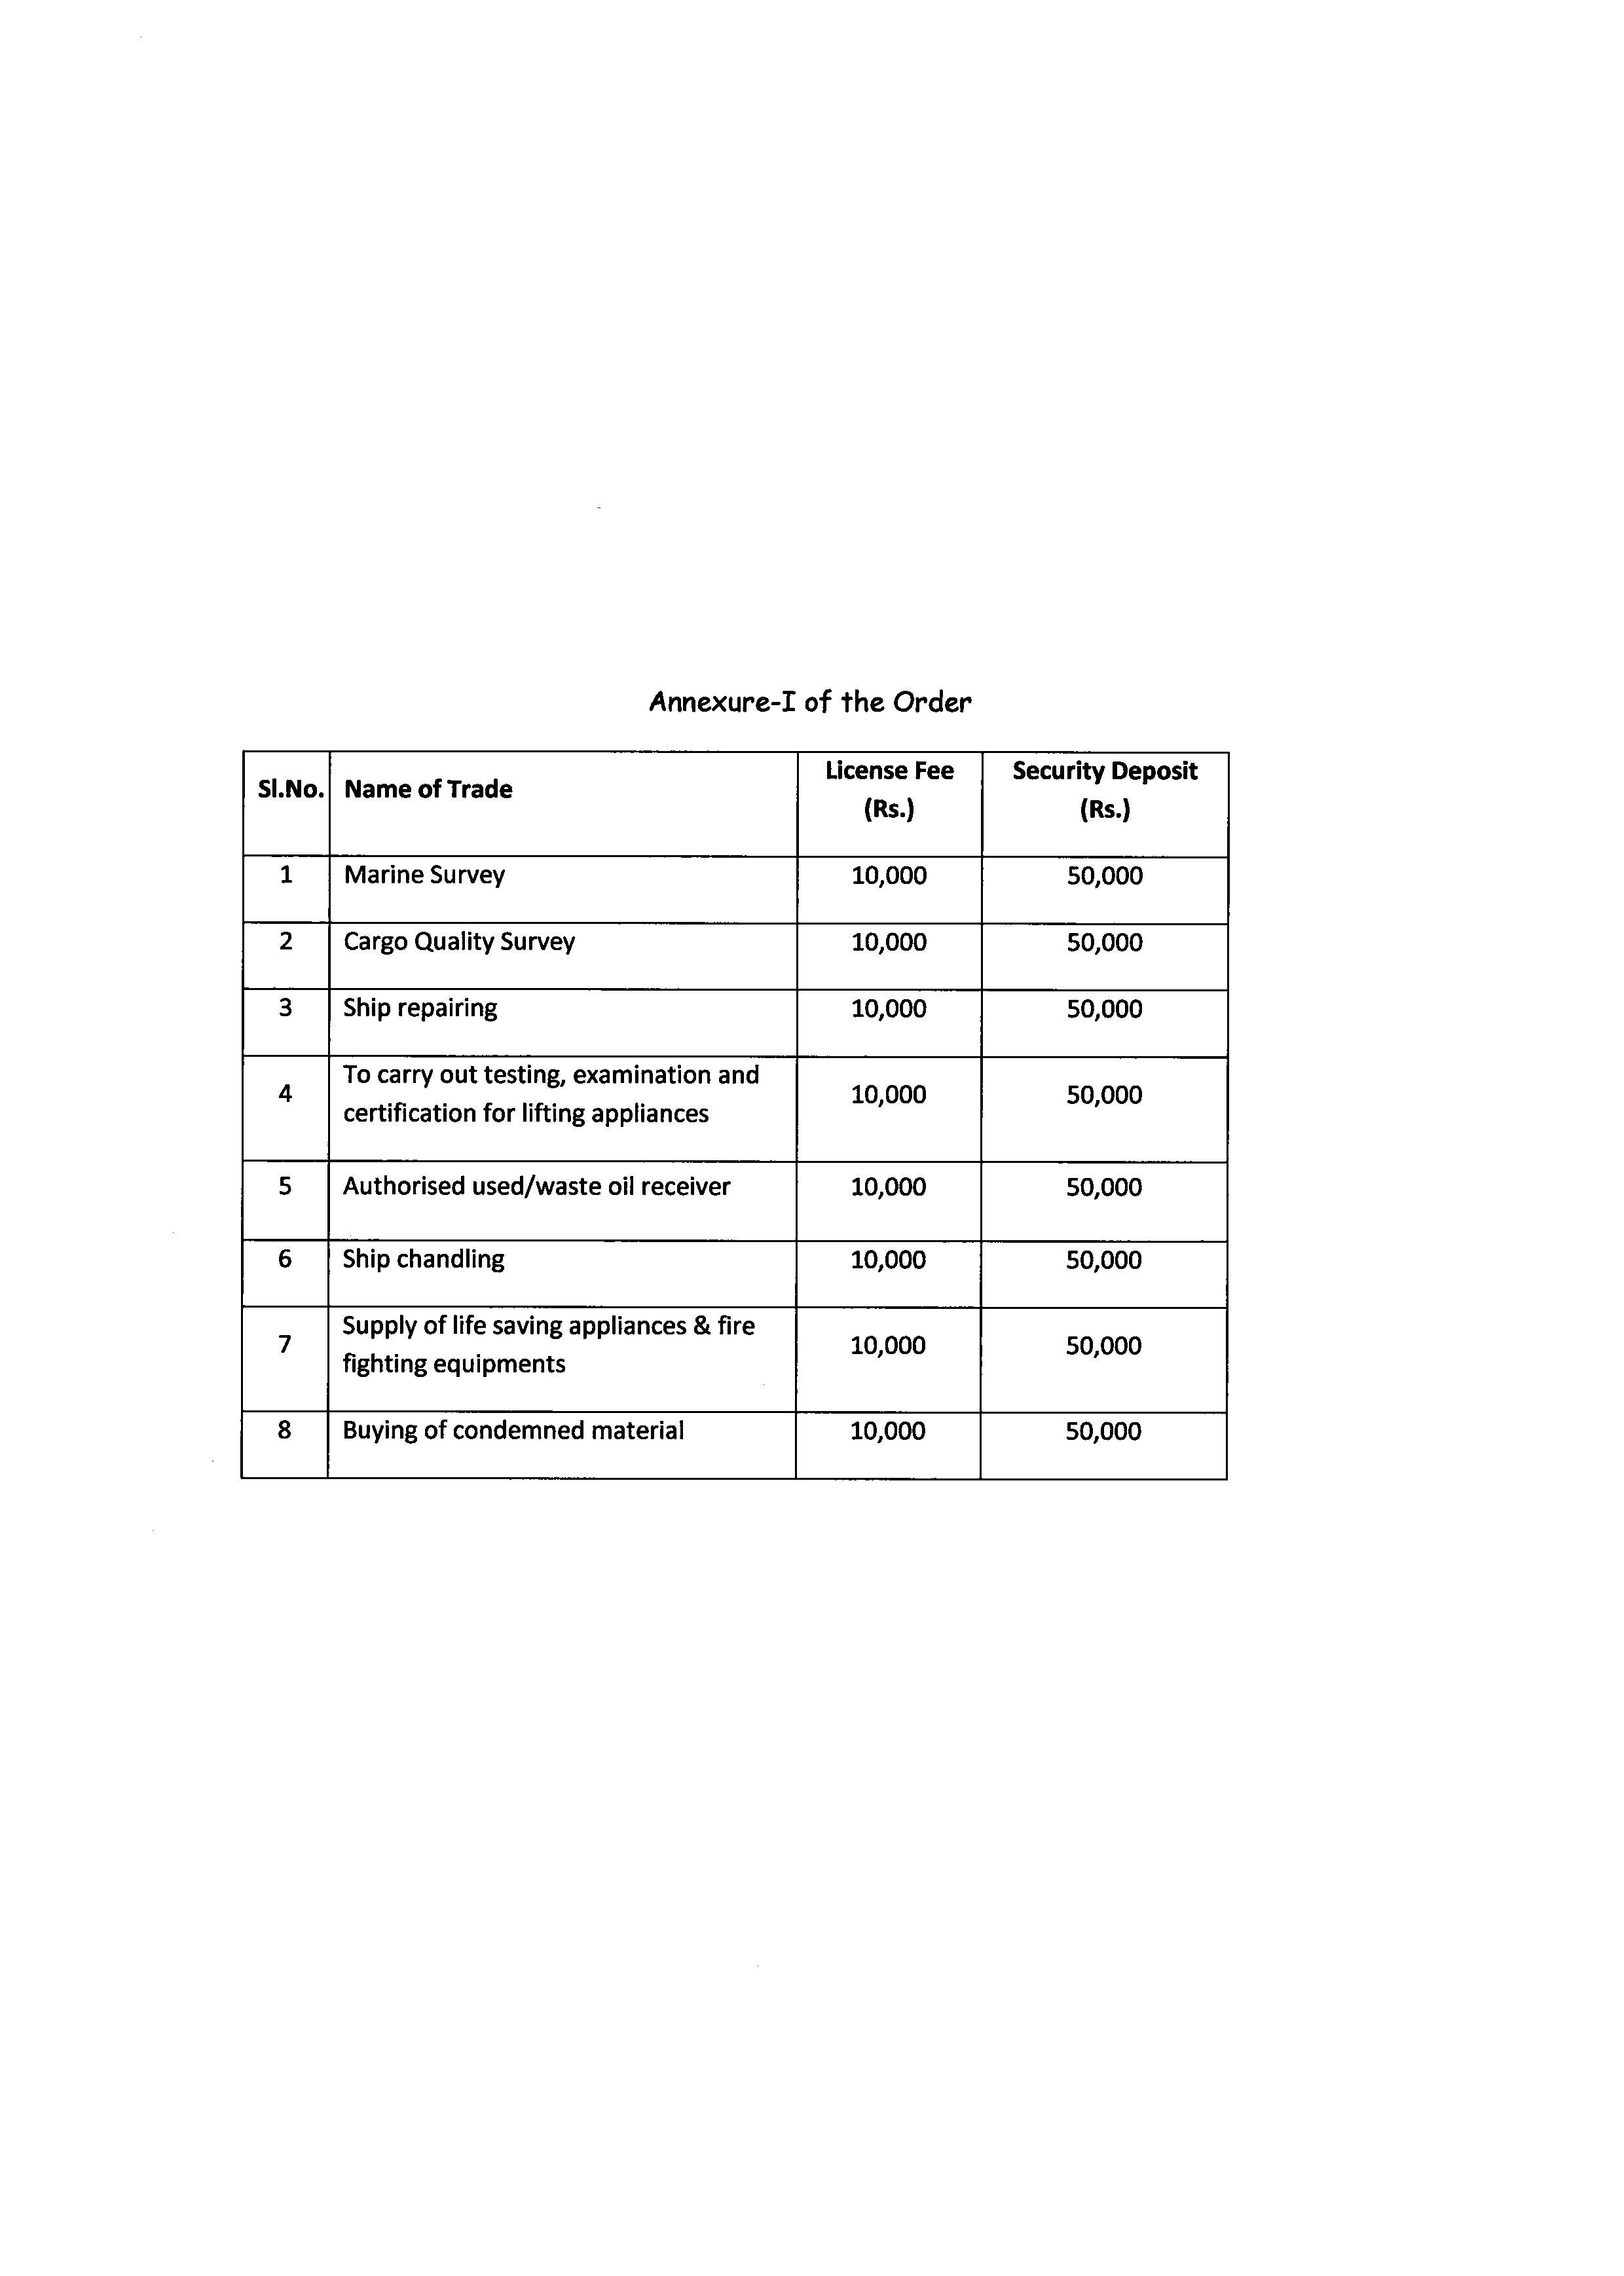 Annexure-I of the Order
Sl.No. Name of Trade License Fee (Rs.) Security Deposit (Rs.)
1 Marine Survey 10,000 50,000
2 Cargo Quality Survey 10,000 50,000
3 Ship repairing 10,000 50,000
4 To carry out testing, examination and
certification for lifting appliances 10,000 50,000
5 Authorised used/waste oil receiver 10,000 50,000
6 Ship chandling 10,000 50,000
7 Supply of life saving appliances & fire
fighting equipments 10,000 50,000
8 Buying of condemned material 10,000 50,000